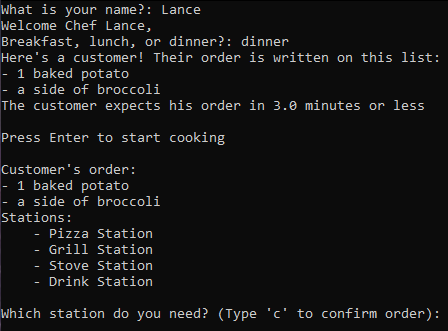 What is your name?: Lance
Welcome Chef Lance,
Breakfast, lunch, or dinner?: dinner
Here's a customer! Their order is written on this list:
- 1 baked potato
- a side of broccoli
The customer expects his order in 3.0 minutes or less

Press Enter to start cooking

Customer's order:
- 1 baked potato
- a side of broccoli
Stations:
    - Pizza Station
    - Grill Station
    - Stove Station
    - Drink Station

Which station do you need? (Type 'c' to confirm order):